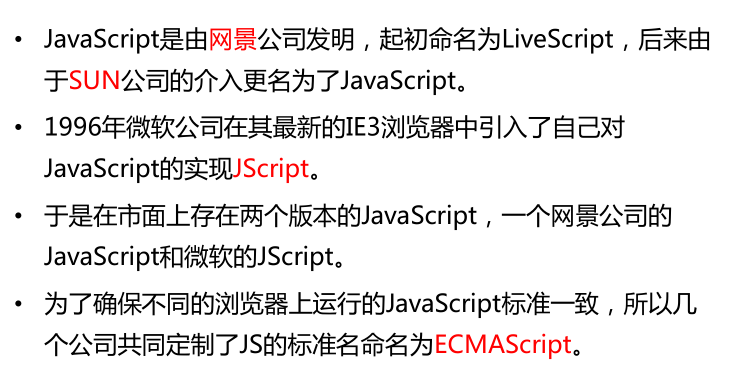 • JavaScript是由网景公司发明，起初命名为LiveScript，后来由
于SUN公司的介入更名为了JavaScript。
• 1996年微软公司在其最新的IE3浏览器中引入了自己对
JavaScript的实现JScript。
• 于是在市面上存在两个版本的JavaScript，一个网景公司的
JavaScript和微软的JScript。
• 为了确保不同的浏览器上运行的JavaScript标准一致，所以几
个公司共同定制了JS的标准名命名为ECMAScript。